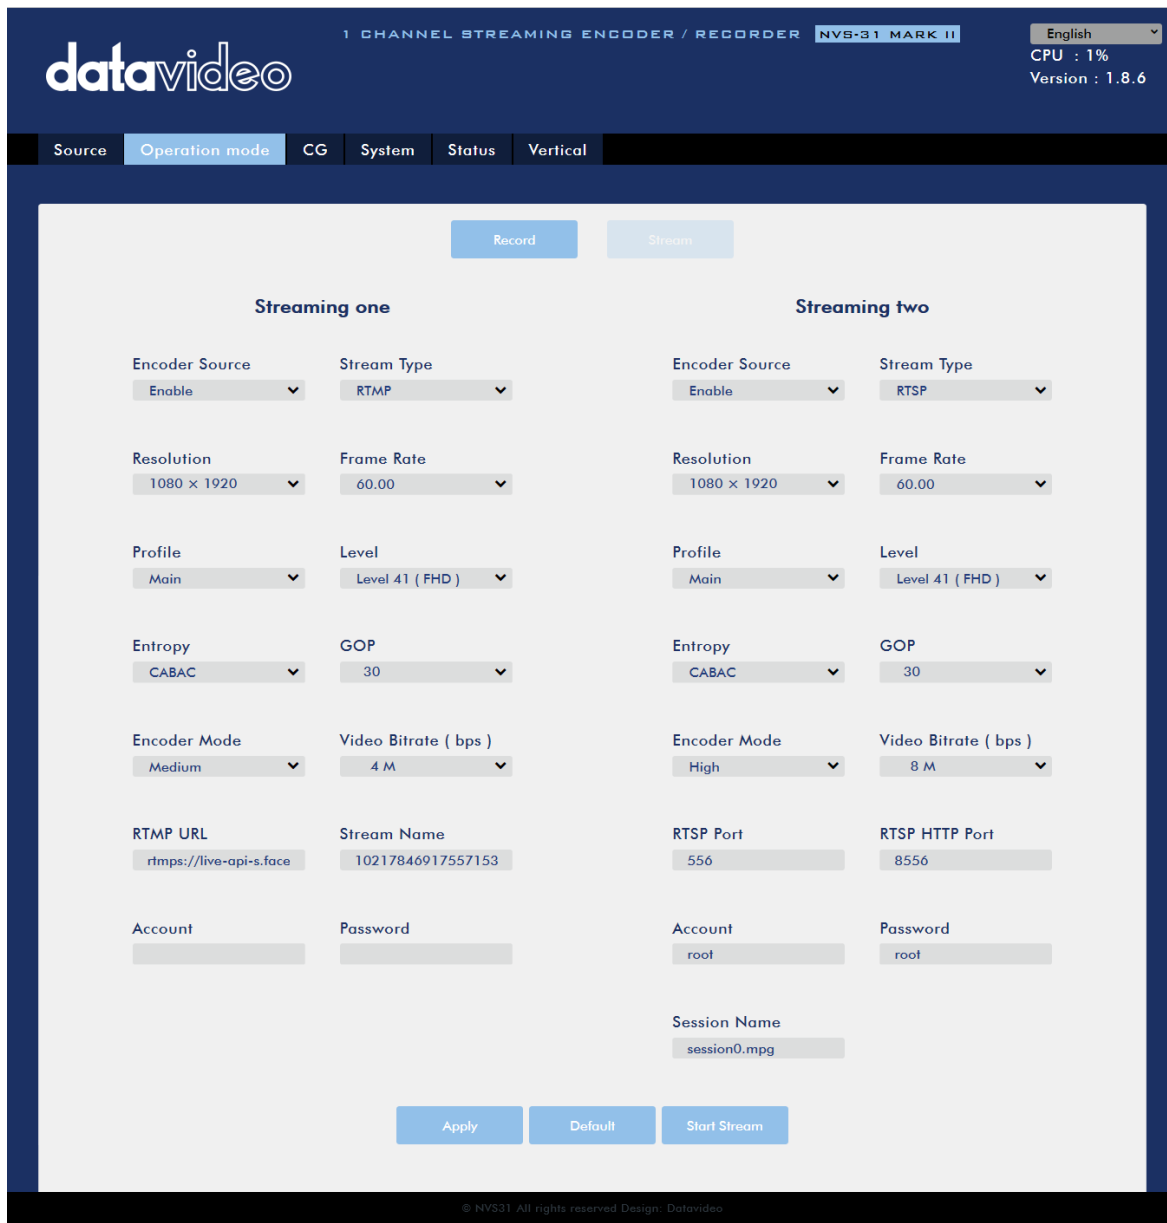 1 CHANNEL STREAMING ENCODER / RECORDER NVS-31 MARK II
English
datavideo
CPU : 1%
Version : 1.8.6
Source Operation mode CG System Status Vertical
Record Stream
Streaming one
Streaming two
Encoder Source Stream Type Encoder Source Stream Type
Enable RTMP Enable RTSP
Resolution Frame Rate Resolution Frame Rate
1080 × 1920 60.00 1080 × 1920 60.00
Profile Level Profile Level
Main Level 41 ( FHD ) Main Level 41 ( FHD )
Entropy GOP Entropy GOP
CABAC 30 CABAC 30
Encoder Mode Video Bitrate ( bps ) Encoder Mode Video Bitrate ( bps )
Medium 4 M High 8 M
RTMP URL Stream Name RTSP Port RTSP HTTP Port
rtmps://live-api-s.face 10217846917557153 556 8556
Account Password Account Password
root root
Session Name
session0.mpg
Apply Default Start Stream
© NVS31 All rights reserved Design: Datavideo